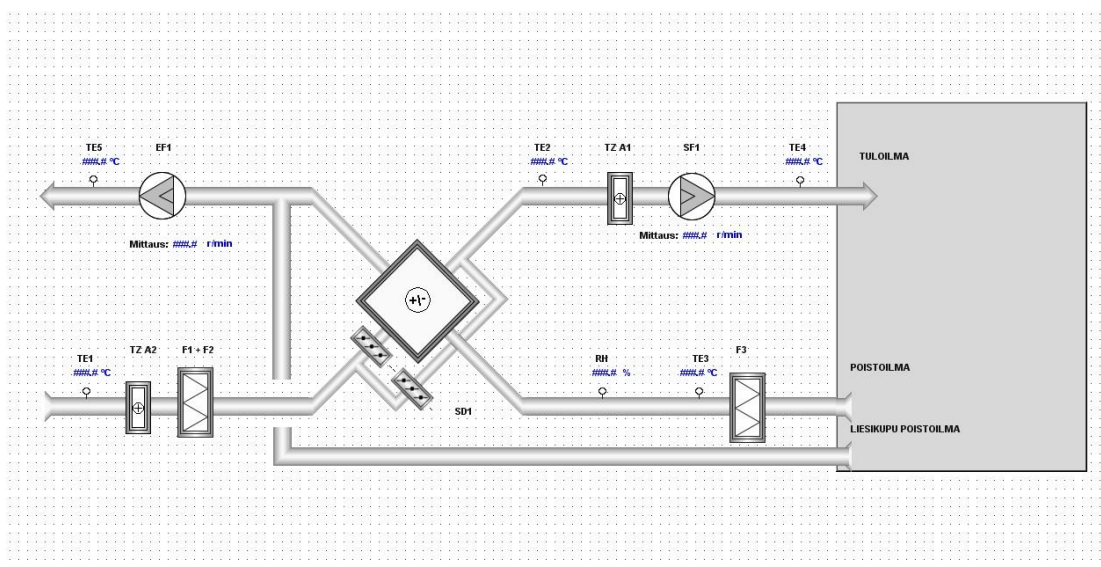 TE5 EF1 TE2 TZ A1 SF1 TE4
###.# °C ###.# °C ###.# °C
TULOILMA
Mittaus: ###.# r/min Mittaus: ###.# r/min
+\-
TE1 TZ A2 F1 + F2 RH TE3 F3
###.# °C ###.# % ###.# °C
POISTOILMA
SD1
LIESIKUPU POISTOILMA